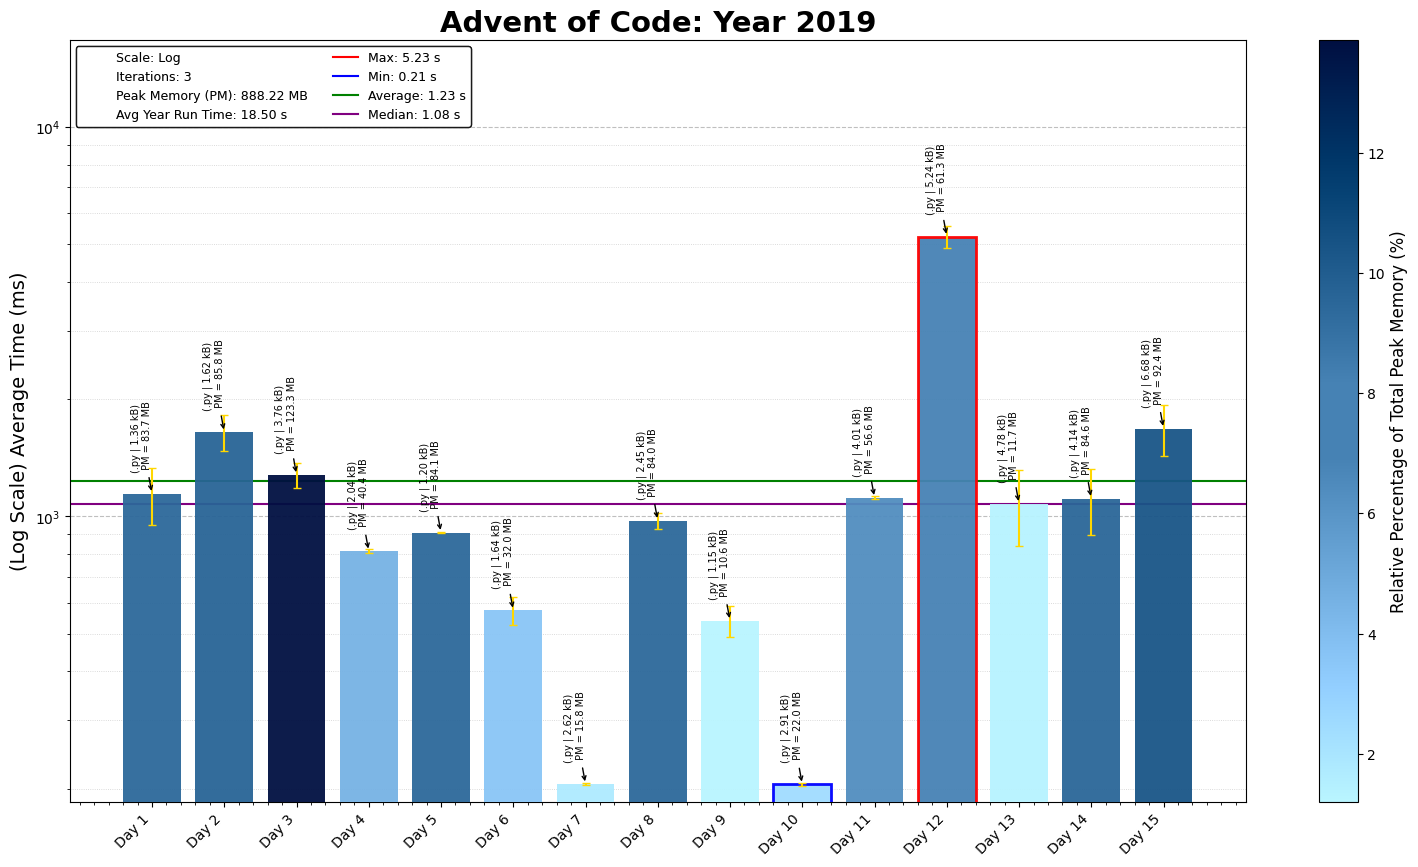 Advent of Code: Year 2019
Scale: Log
Iterations: 3
Peak Memory (PM): 888.22 MB
Avg Year Run Time: 18.50 s
Max: 5.23 s
Min: 0.21 s
Average: 1.23 s
Median: 1.08 s
(Log Scale) Average Time (ms)
10^4
10^3
(.py | 1.36 kB)
PM = 83.7 MB
(.py | 1.62 kB)
PM = 85.8 MB
(.py | 3.76 kB)
PM = 123.3 MB
(.py | 2.04 kB)
PM = 40.4 MB
(.py | 1.20 kB)
PM = 84.1 MB
(.py | 1.64 kB)
PM = 32.0 MB
(.py | 2.62 kB)
PM = 15.8 MB
(.py | 2.45 kB)
PM = 84.0 MB
(.py | 1.15 kB)
PM = 10.6 MB
(.py | 2.91 kB)
PM = 22.0 MB
(.py | 4.01 kB)
PM = 56.6 MB
(.py | 5.24 kB)
PM = 61.3 MB
(.py | 4.78 kB)
PM = 11.7 MB
(.py | 4.14 kB)
PM = 84.6 MB
(.py | 6.68 kB)
PM = 92.4 MB
Day 1
Day 2
Day 3
Day 4
Day 5
Day 6
Day 7
Day 8
Day 9
Day 10
Day 11
Day 12
Day 13
Day 14
Day 15
12
10
8
6
4
2
Relative Percentage of Total Peak Memory (%)